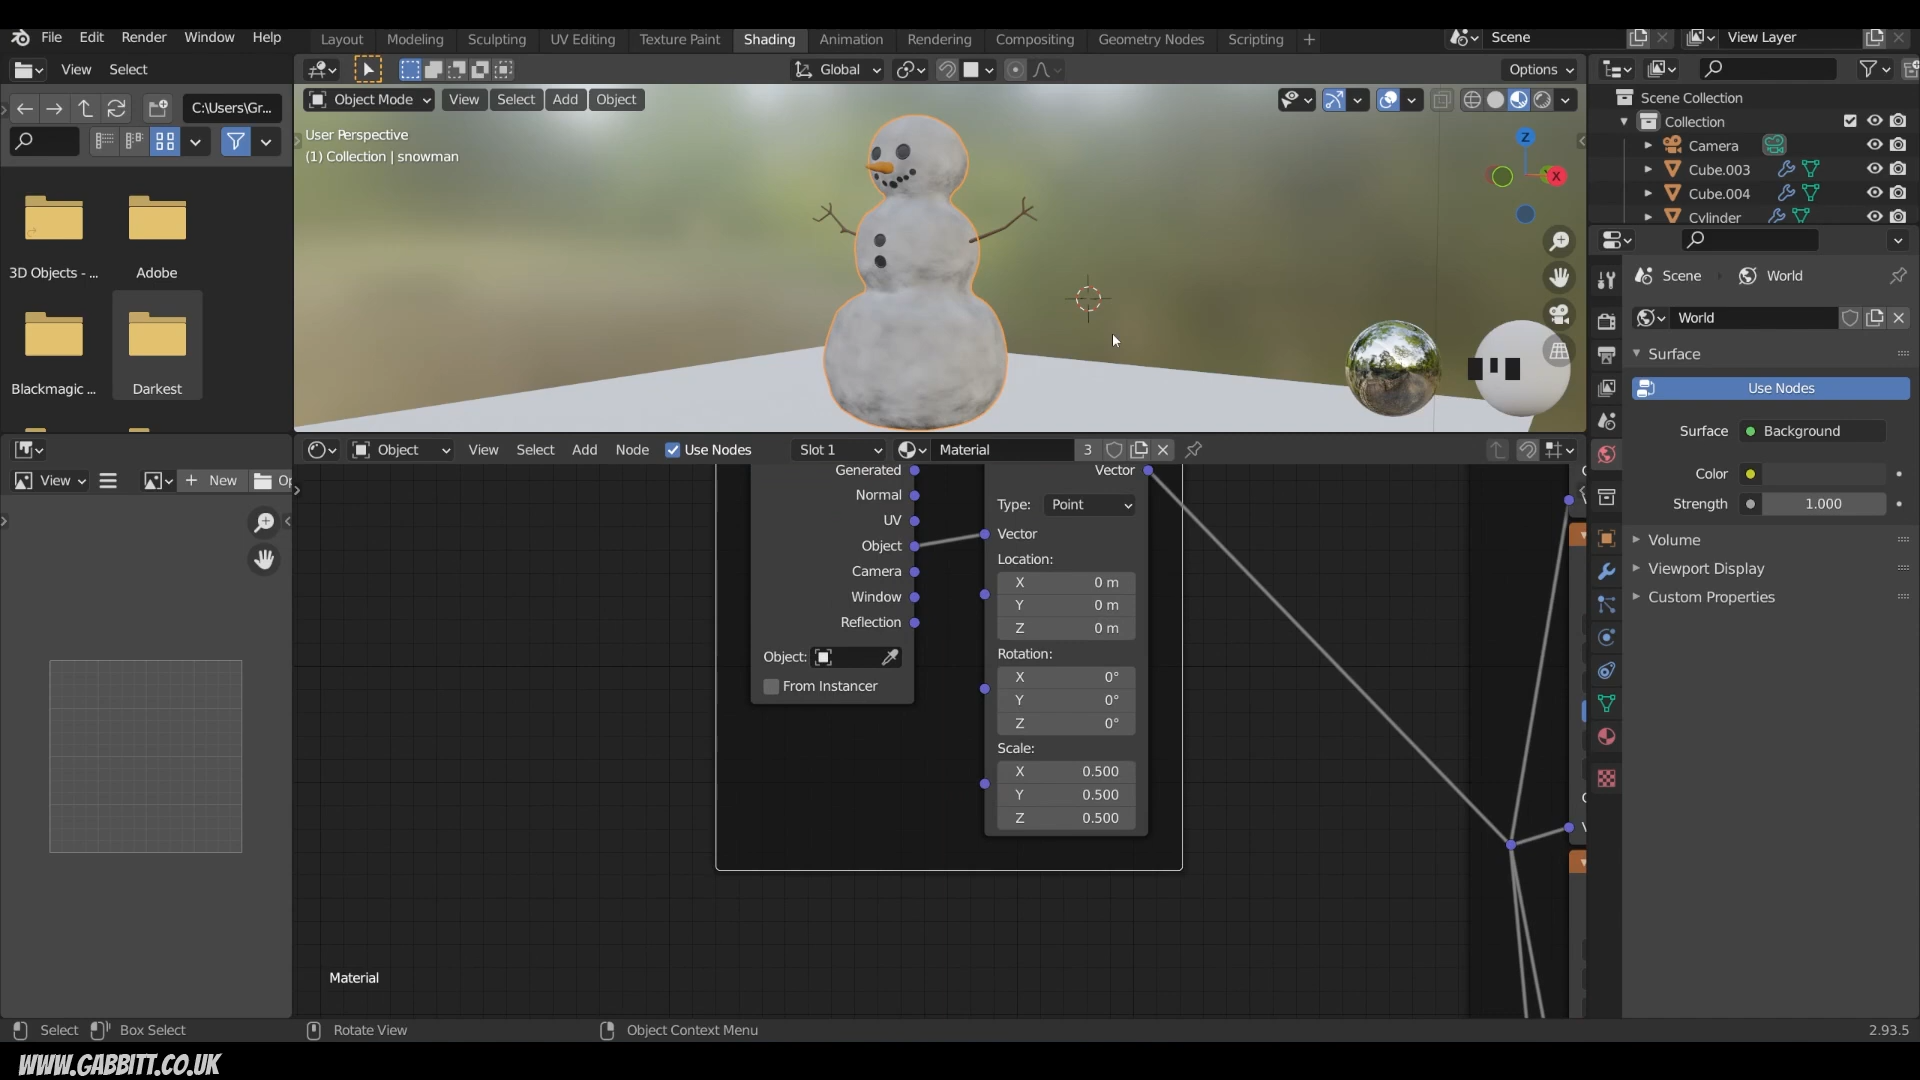 File Edit Render Window Help
Layout Modeling Sculpting UV Editing Texture Paint Shading Animation Rendering Compositing Geometry Nodes Scripting +
Scene
View Layer
View Select
Global
Options
C:\Users\Gr...
Object Mode View Select Add Object
User Perspective
(1) Collection | snowman
Z
X
3D Objects - ...
Adobe
Blackmagic ...
Darkest
Scene Collection
Collection
Camera
Cube.003
Cube.004
Cylinder
Scene
World
World
Surface
Use Nodes
Surface
Background
Color
Strength
1.000
Volume
Viewport Display
Custom Properties
View
+ New
Op
Object View Select Add Node Use Nodes Slot 1 Material 3
Generated
Normal
UV
Object
Camera
Window
Reflection
Object:
From Instancer
Vector
Type: Point
Vector
Location:
X 0 m
Y 0 m
Z 0 m
Rotation:
X 0°
Y 0°
Z 0°
Scale:
X 0.500
Y 0.500
Z 0.500
Material
Select Box Select Rotate View Object Context Menu 2.93.5
WWW.GABBITT.CO.UK